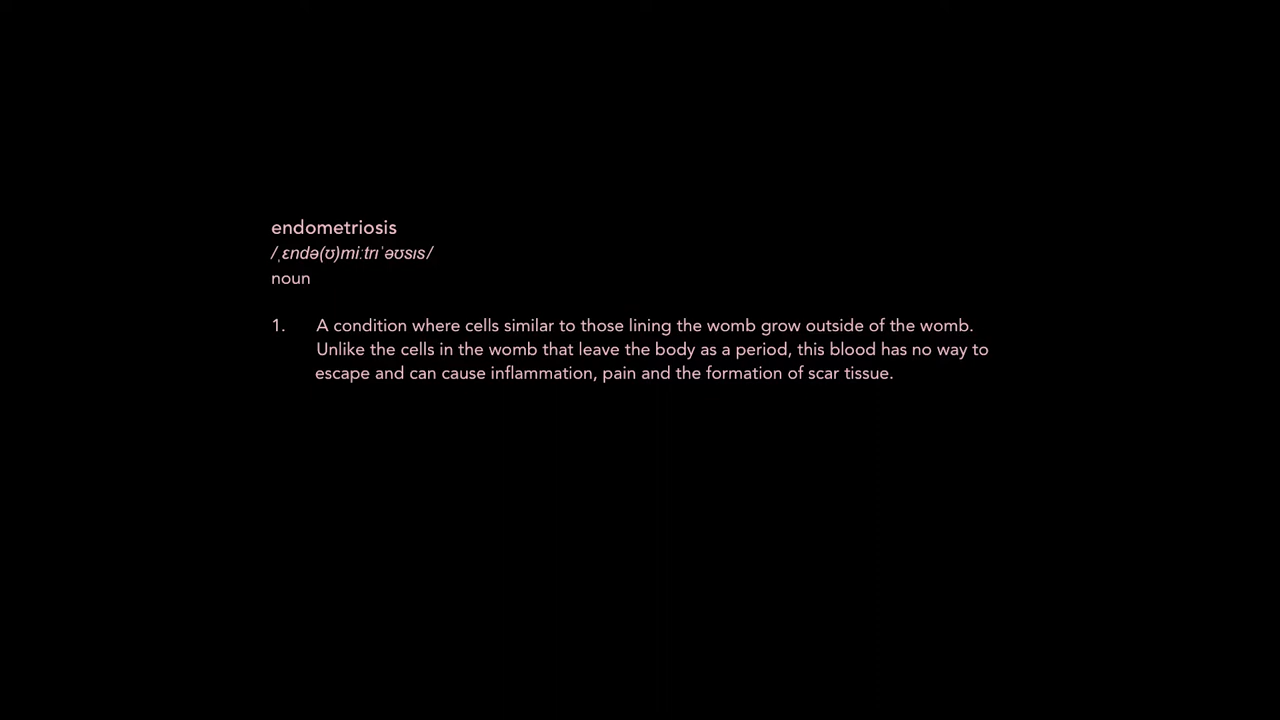 endometriosis
/ˌɛndə(ʊ)miːtrɪˈəʊsɪs/
noun
1. A condition where cells similar to those lining the womb grow outside of the womb.
Unlike the cells in the womb that leave the body as a period, this blood has no way to
escape and can cause inflammation, pain and the formation of scar tissue.